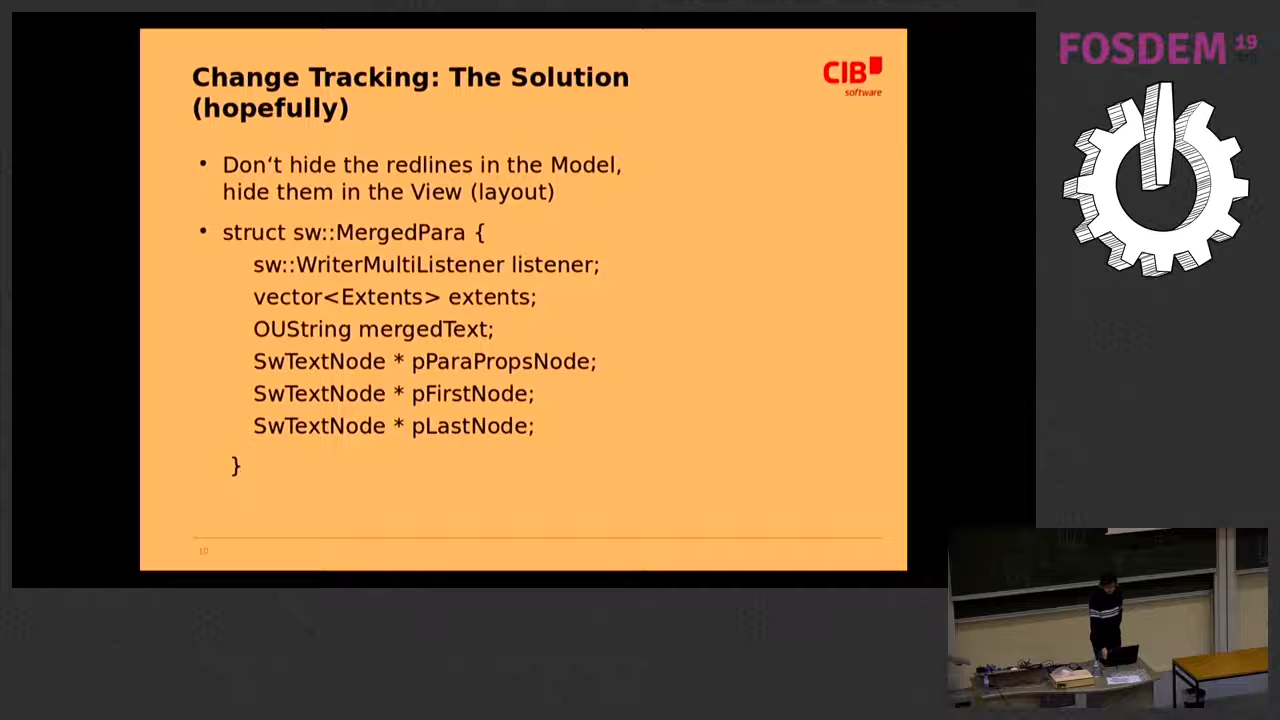 Change Tracking: The Solution
(hopefully)
CIB
software
• Don‘t hide the redlines in the Model,
hide them in the View (layout)
• struct sw::MergedPara {
sw::WriterMultiListener listener;
vector<Extents> extents;
OUString mergedText;
SwTextNode * pParaPropsNode;
SwTextNode * pFirstNode;
SwTextNode * pLastNode;
}
10
FOSDEM 19